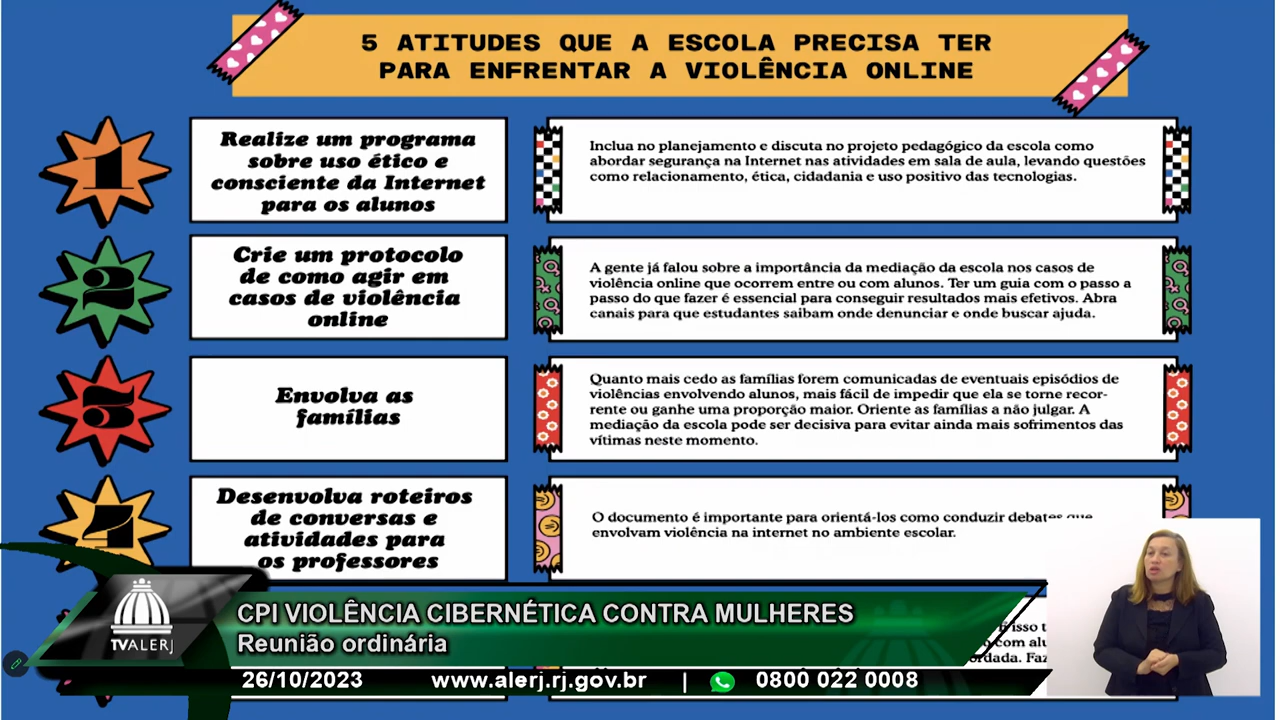 5 ATITUDES QUE A ESCOLA PRECISA TER
PARA ENFRENTAR A VIOLÊNCIA ONLINE
1
Realize um programa
sobre uso ético e
consciente da Internet
para os alunos
Inclua no planejamento e discuta no projeto pedagógico da escola como
abordar segurança na Internet nas atividades em sala de aula, levando questões
como relacionamento, ética, cidadania e uso positivo das tecnologias.
2
Crie um protocolo
de como agir em
casos de violência
online
A gente já falou sobre a importância da mediação da escola nos casos de
violência online que ocorrem entre ou com alunos. Ter um guia com o passo a
passo do que fazer é essencial para conseguir resultados mais efetivos. Abra
canais para que estudantes saibam onde denunciar e onde buscar ajuda.
3
Envolva as
famílias
Quanto mais cedo as famílias forem comunicadas de eventuais episódios de
violências envolvendo alunos, mais fácil de impedir que ela se torne recor-
rente ou ganhe uma proporção maior. Oriente as famílias a não julgar. A
mediação da escola pode ser decisiva para evitar ainda mais sofrimentos das
vítimas neste momento.
4
Desenvolva roteiros
de conversas e
atividades para
os professores
O documento é importante para orientá-los como conduzir debates que
envolvam violência na internet no ambiente escolar.
isso
com
TVALERJ
CPI VIOLÊNCIA CIBERNÉTICA CONTRA MULHERES
Reunião ordinária
26/10/2023 www.alerj.rj.gov.br | 0800 022 0008